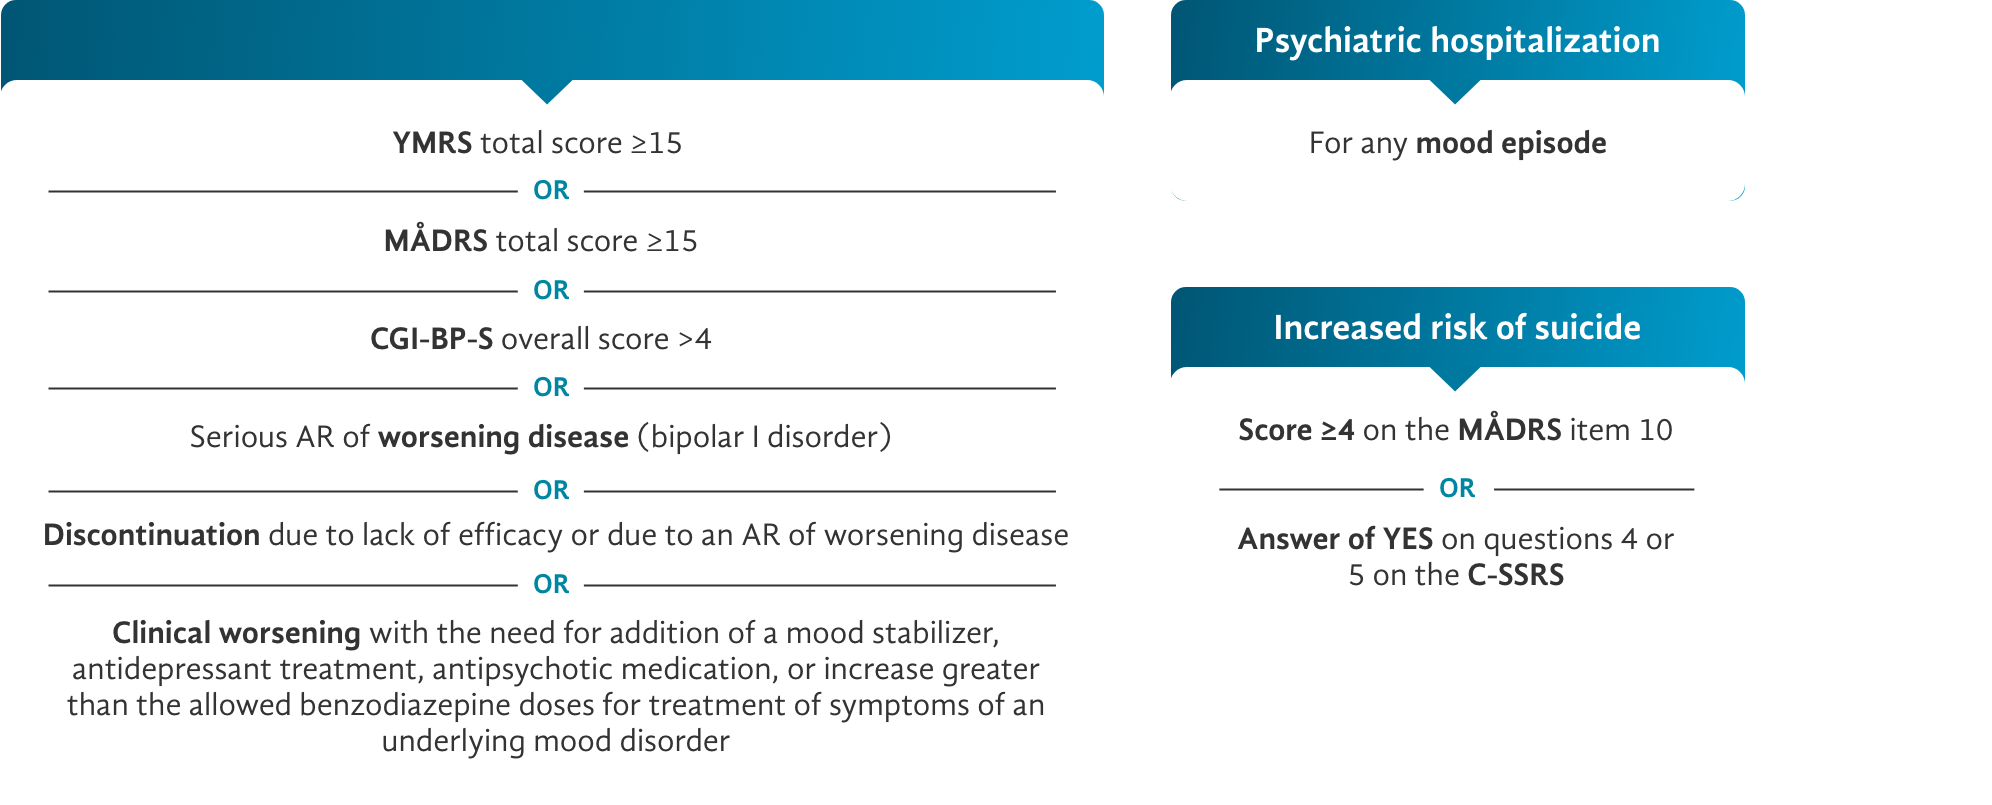 YMRS total score ≥15
OR
MÅDRS total score ≥15
OR
CGI-BP-S overall score >4
OR
Serious AR of worsening disease (bipolar I disorder)
OR
Discontinuation due to lack of efficacy or due to an AR of worsening disease
OR
Clinical worsening with the need for addition of a mood stabilizer,
antidepressant treatment, antipsychotic medication, or increase greater
than the allowed benzodiazepine doses for treatment of symptoms of an
underlying mood disorder
Psychiatric hospitalization
For any mood episode
Increased risk of suicide
Score ≥4 on the MÅDRS item 10
OR
Answer of YES on questions 4 or
5 on the C-SSRS